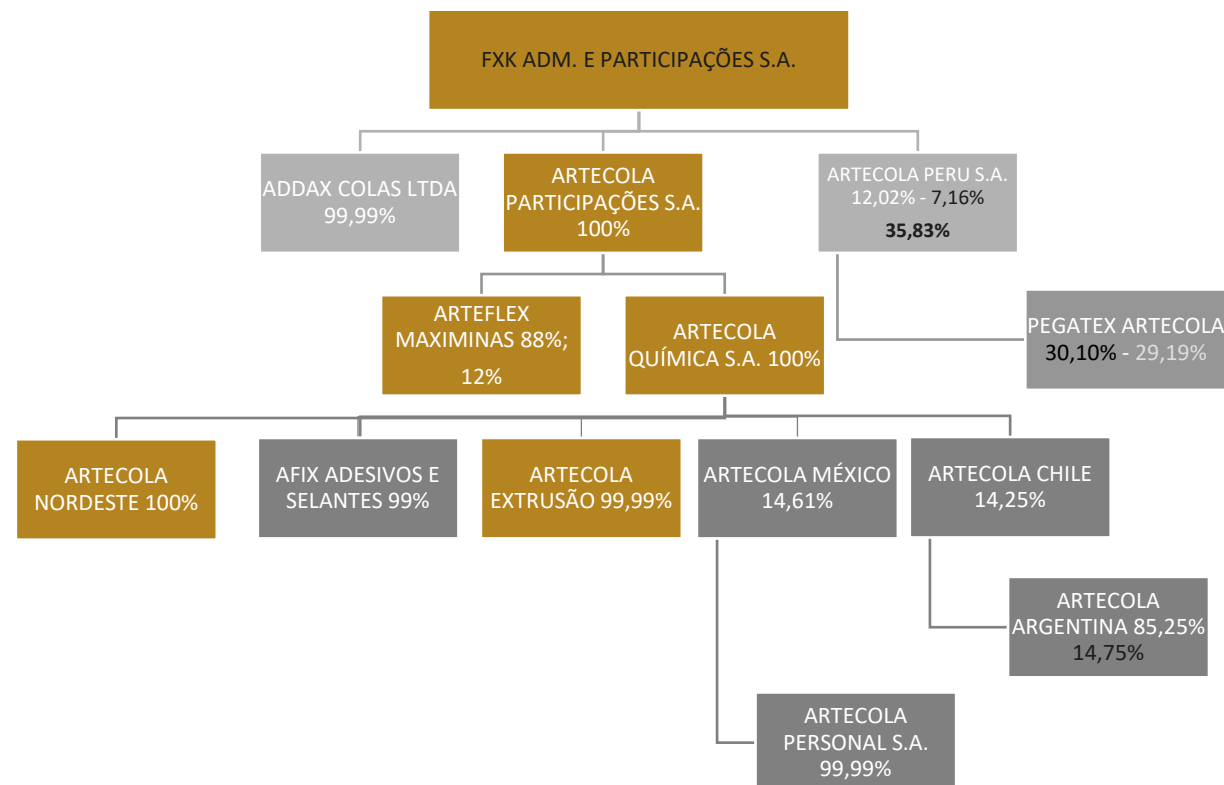 FXK ADM. E PARTICIPAÇÕES S.A.
ADDAX COLAS LTDA
99,99%
ARTECOLA
PARTICIPAÇÕES S.A.
100%
ARTECOLA PERU S.A.
12,02% - 7,16%
35,83%
ARTEFLEX
MAXIMINAS 88%;
12%
ARTECOLA
QUÍMICA S.A. 100%
PEGATEX ARTECOLA
30,10% - 29,19%
ARTECOLA
NORDESTE 100%
AFIX ADESIVOS E
SELANTES 99%
ARTECOLA
EXTRUSÃO 99,99%
ARTECOLA MÉXICO
14,61%
ARTECOLA CHILE
14,25%
ARTECOLA
ARGENTINA 85,25%
14,75%
ARTECOLA
PERSONAL S.A.
99,99%